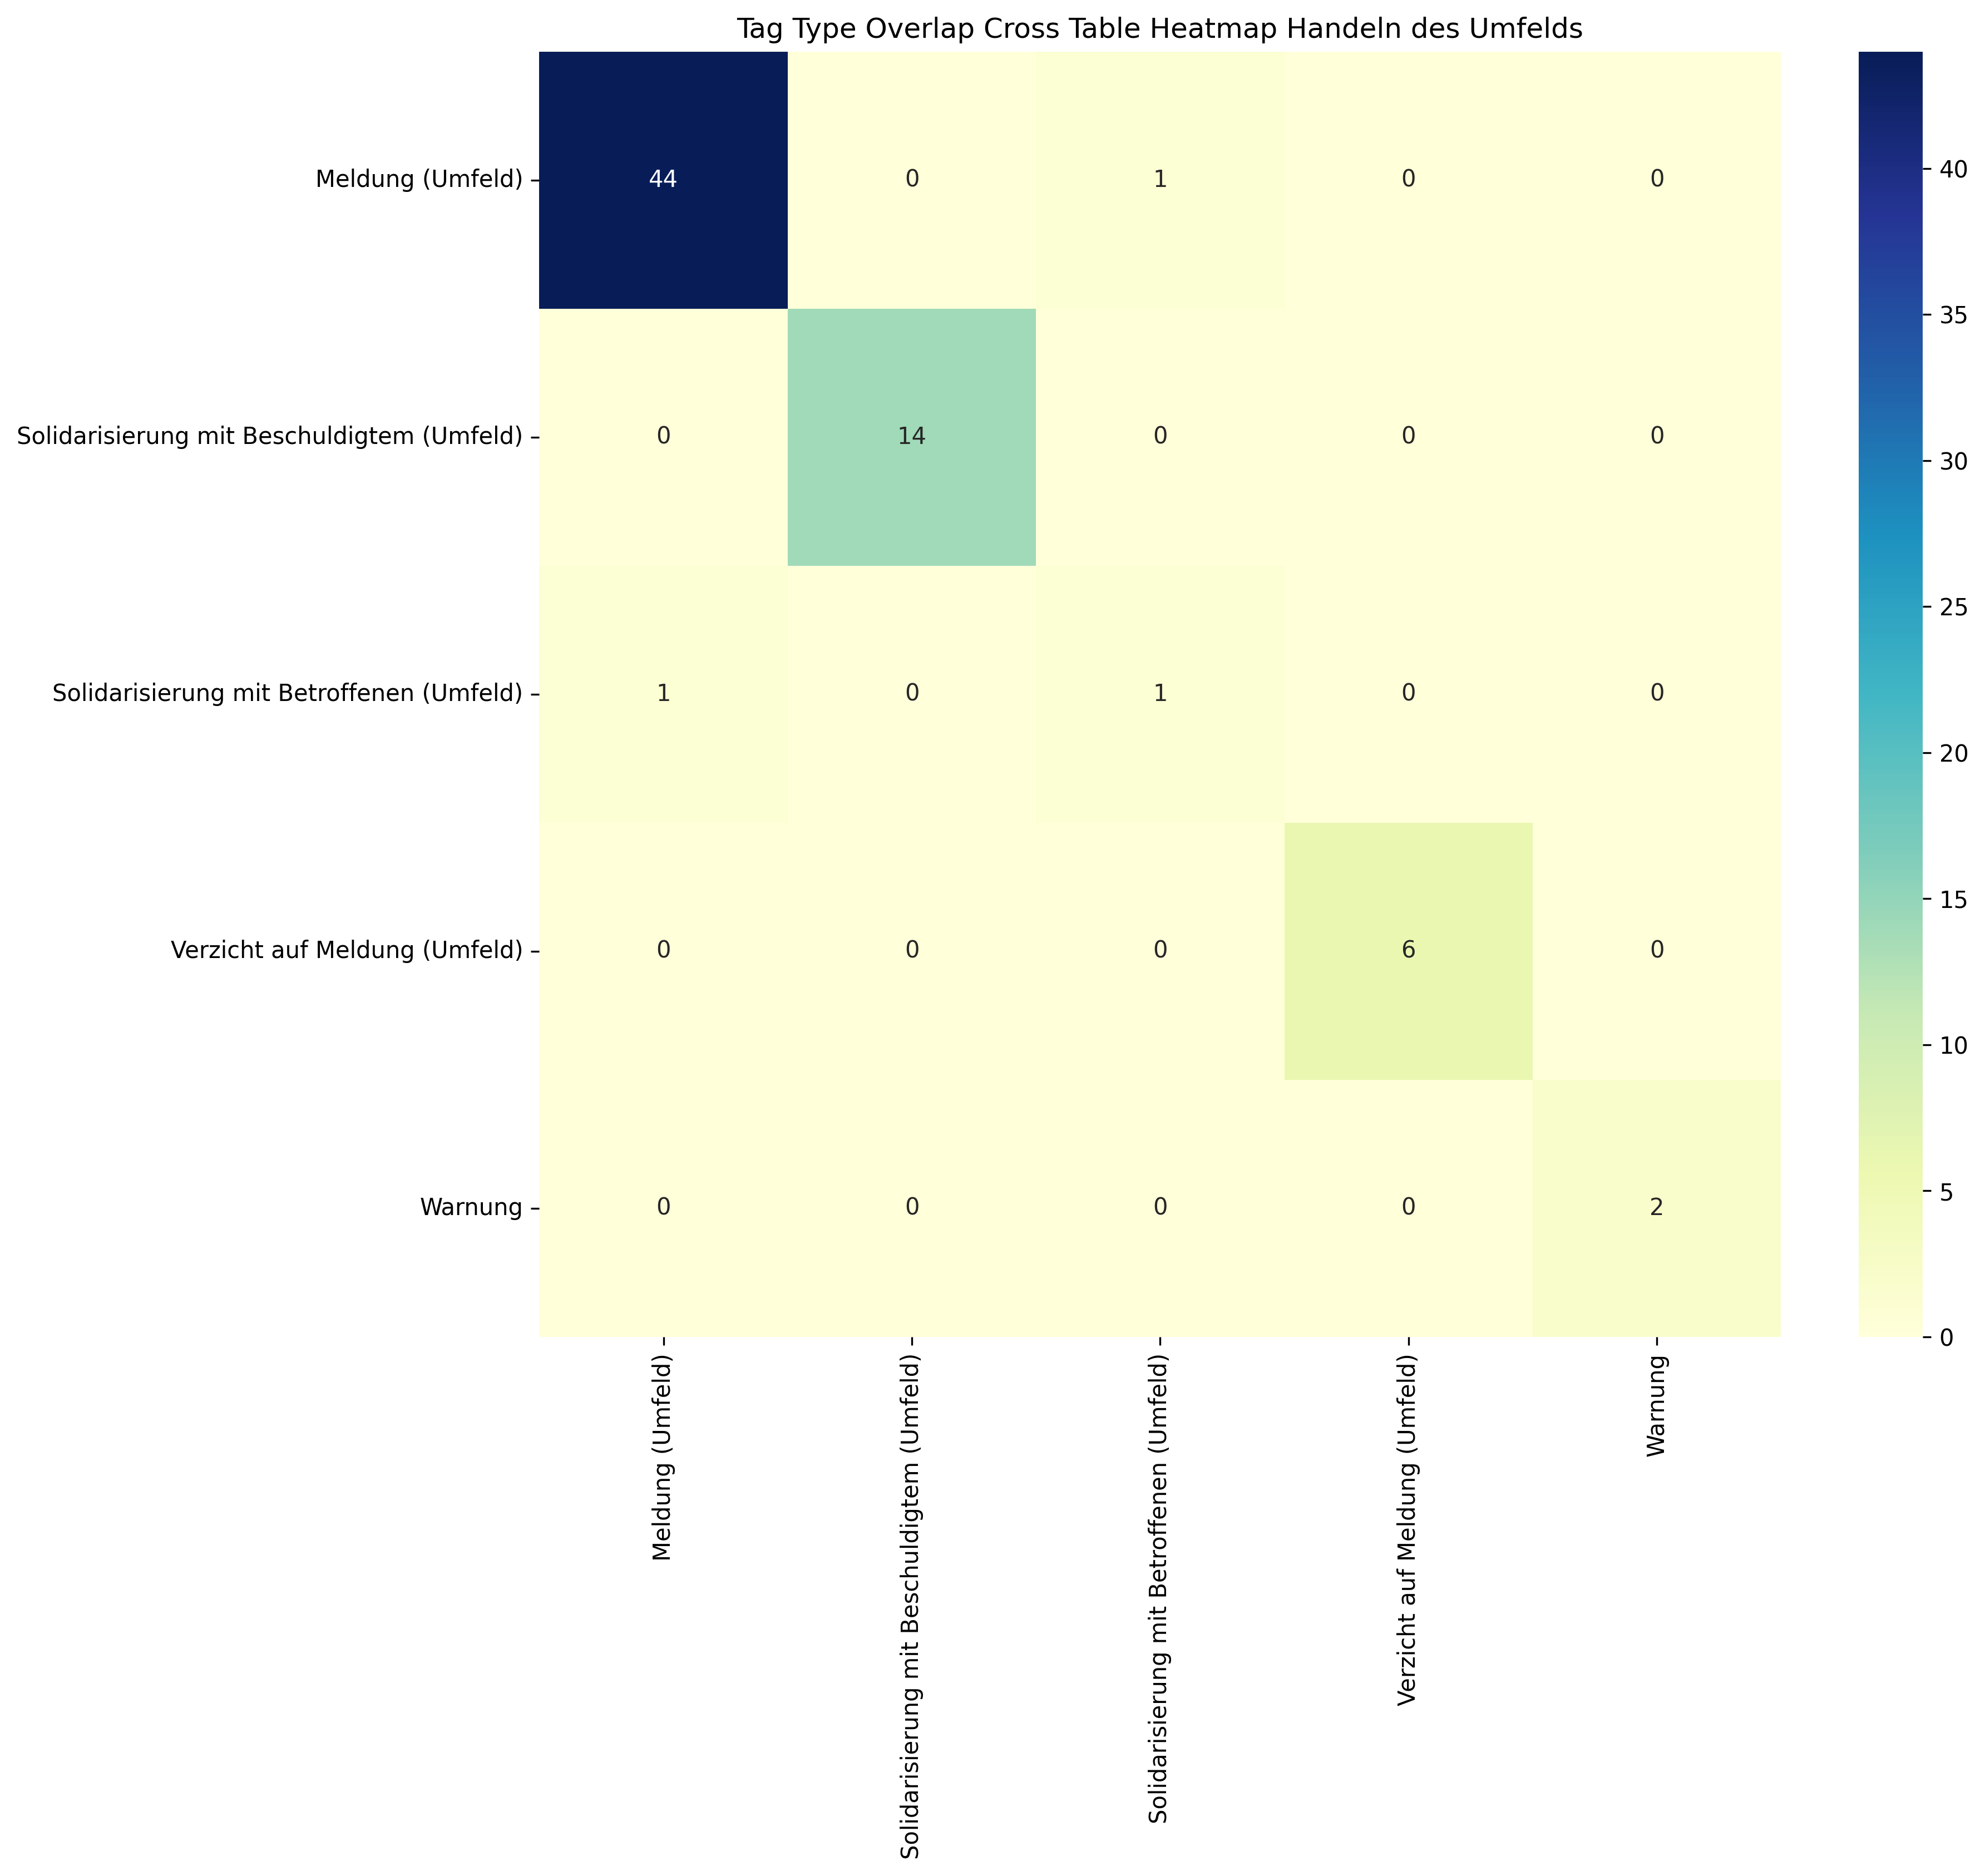 Tag Type Overlap Cross Table Heatmap Handeln des Umfelds
Meldung (Umfeld) 44 0 1 0 0
Solidarisierung mit Beschuldigtem (Umfeld) 0 14 0 0 0
Solidarisierung mit Betroffenen (Umfeld) 1 0 1 0 0
Verzicht auf Meldung (Umfeld) 0 0 0 6 0
Warnung 0 0 0 0 2
Meldung (Umfeld)
Solidarisierung mit Beschuldigtem (Umfeld)
Solidarisierung mit Betroffenen (Umfeld)
Verzicht auf Meldung (Umfeld)
Warnung
40
35
30
25
20
15
10
5
0